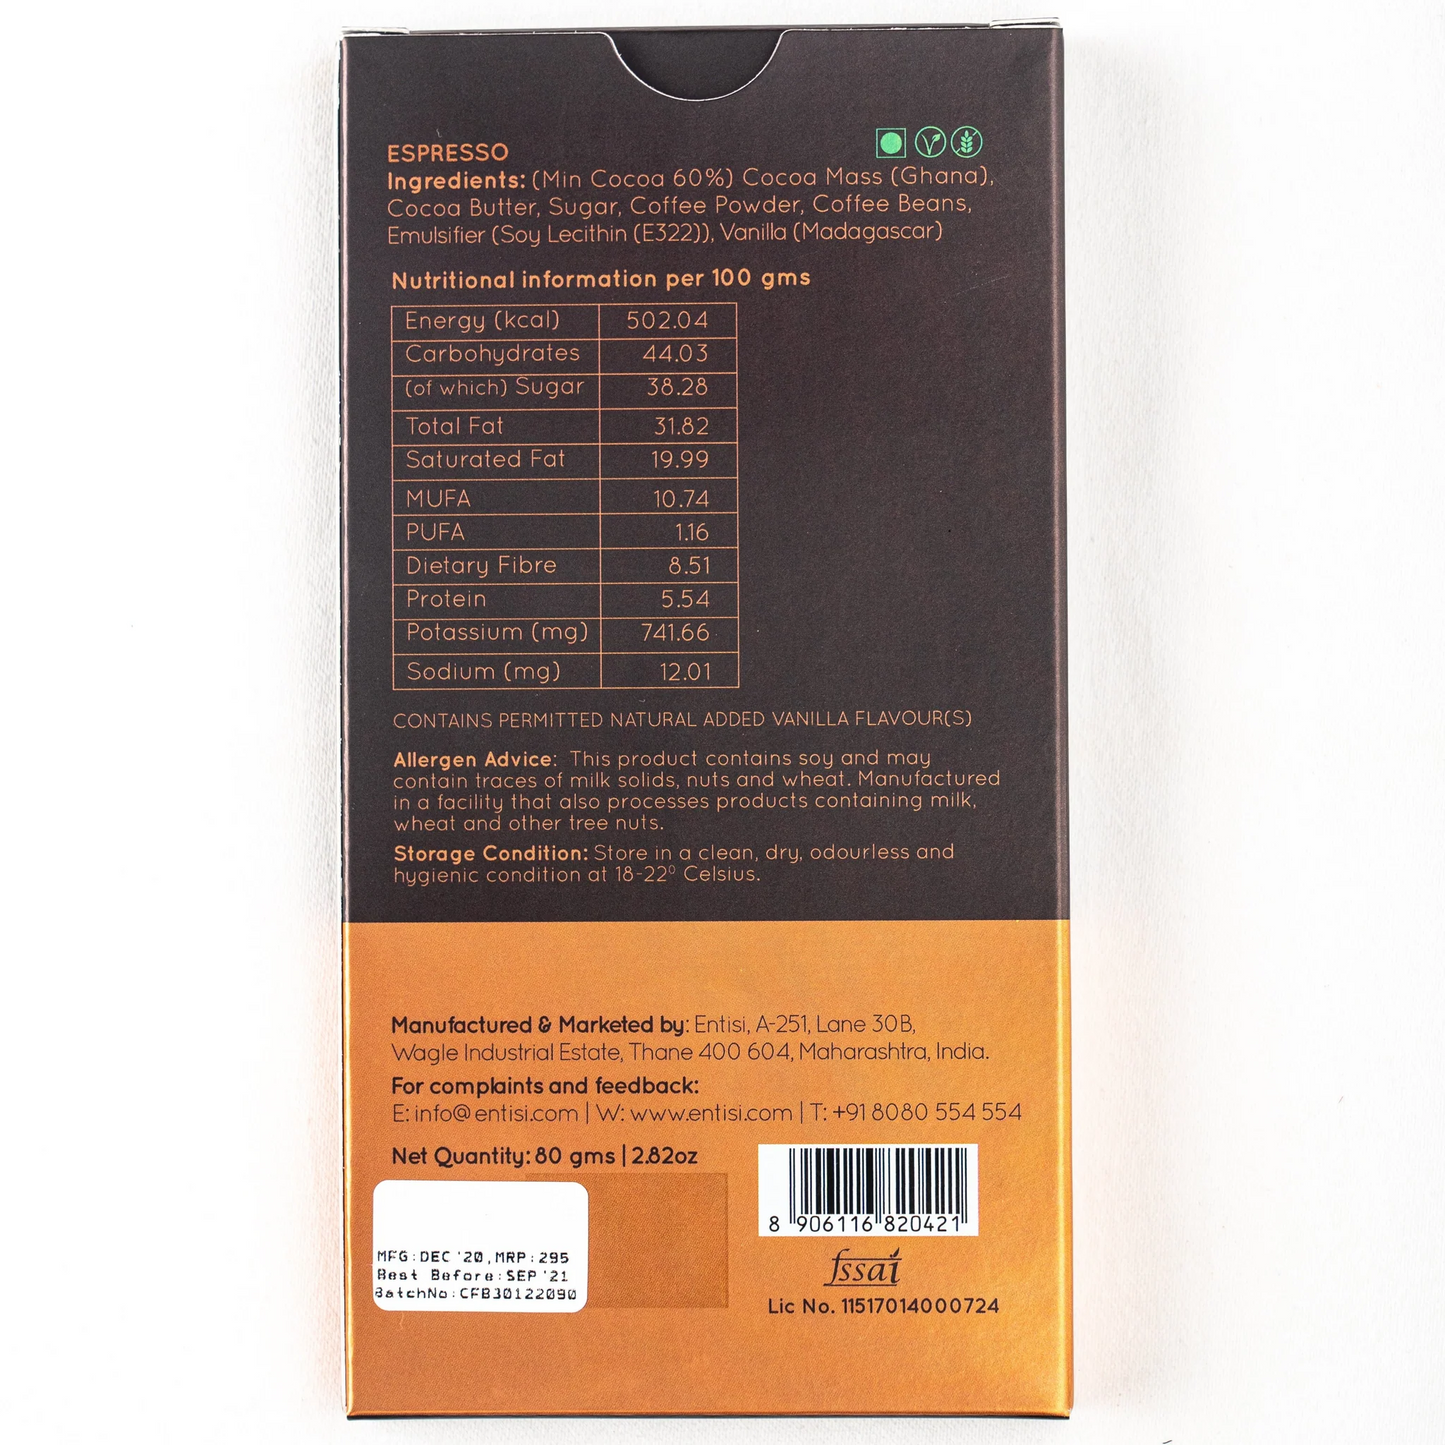 ESPRESSO
Ingredients: (Min Cocoa 60%) Cocoa Mass (Ghana),
Cocoa Butter, Sugar, Coffee Powder, Coffee Beans,
Emulsifier (Soy Lecithin (E322)), Vanilla (Madagascar)
Nutritional information per 100 gms
Energy (kcal) 502.04
Carbohydrates 44.03
(of which) Sugar 38.28
Total Fat 31.82
Saturated Fat 19.99
MUFA 10.74
PUFA 1.16
Dietary Fibre 8.51
Protein 5.54
Potassium (mg) 741.66
Sodium (mg) 12.01
CONTAINS PERMITTED NATURAL ADDED VANILLA FLAVOUR(S)
Allergen Advice: This product contains soy and may
contain traces of milk solids, nuts and wheat. Manufactured
in a facility that also processes products containing milk,
wheat and other tree nuts.
Storage Condition: Store in a clean, dry, odourless and
hygienic condition at 18-22⁰ Celsius.
Manufactured & Marketed by: Entisi, A-251, Lane 30B,
Wagle Industrial Estate, Thane 400 604, Maharashtra, India.
For complaints and feedback:
E: info@entisi.com | W: www.entisi.com | T: +91 8080 554 554
Net Quantity: 80 gms | 2.82oz
MFG:DEC '20,MRP:295
Best Before:SEP '21
BatchNo:CFB30122090
8 906116 820421
fssai
Lic No. 11517014000724